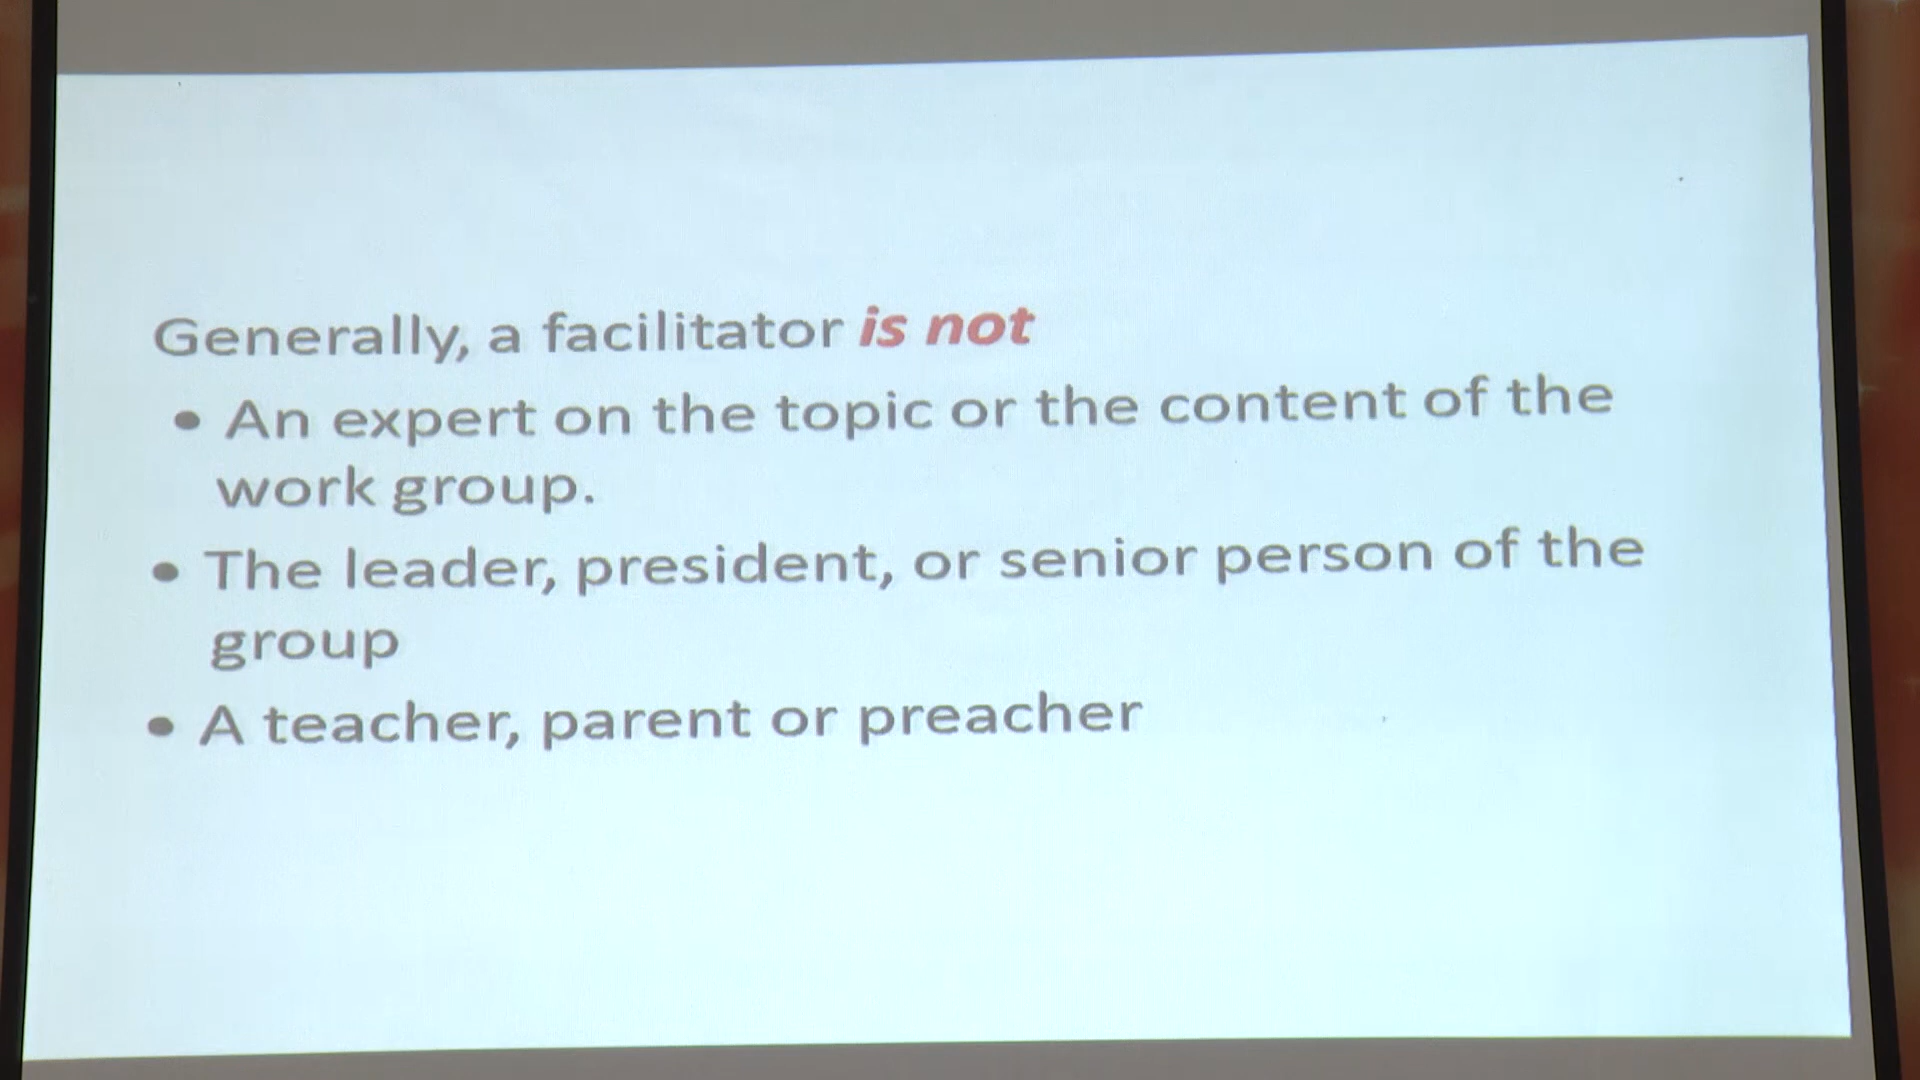 Generally, a facilitator is not
• An expert on the topic or the content of the
work group.
• The leader, president, or senior person of the
group
• A teacher, parent or preacher